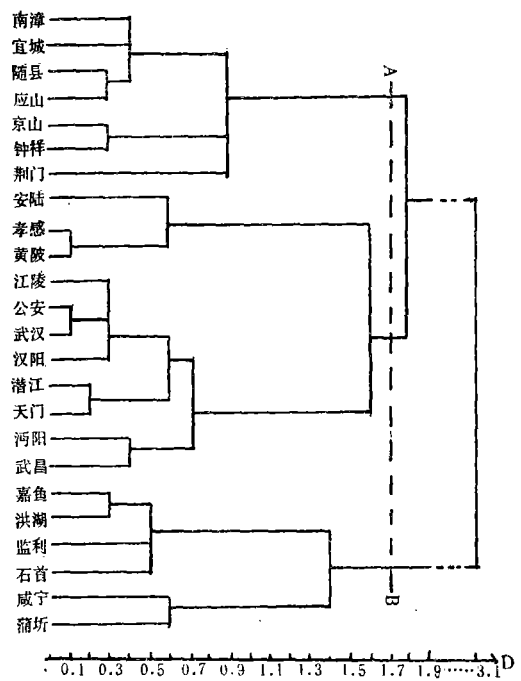 南漳
宜城
随县
应山
京山
钟祥
荆门
安陆
孝感
黄陂
江陵
公安
武汉
汉阳
潜江
天门
沔阳
武昌
嘉鱼
洪湖
监利
石首
咸宁
蒲圻
A
B
0.1 0.3 0.5 0.7 0.9 1.1 1.3 1.5 1.7 1.9……3.1 D